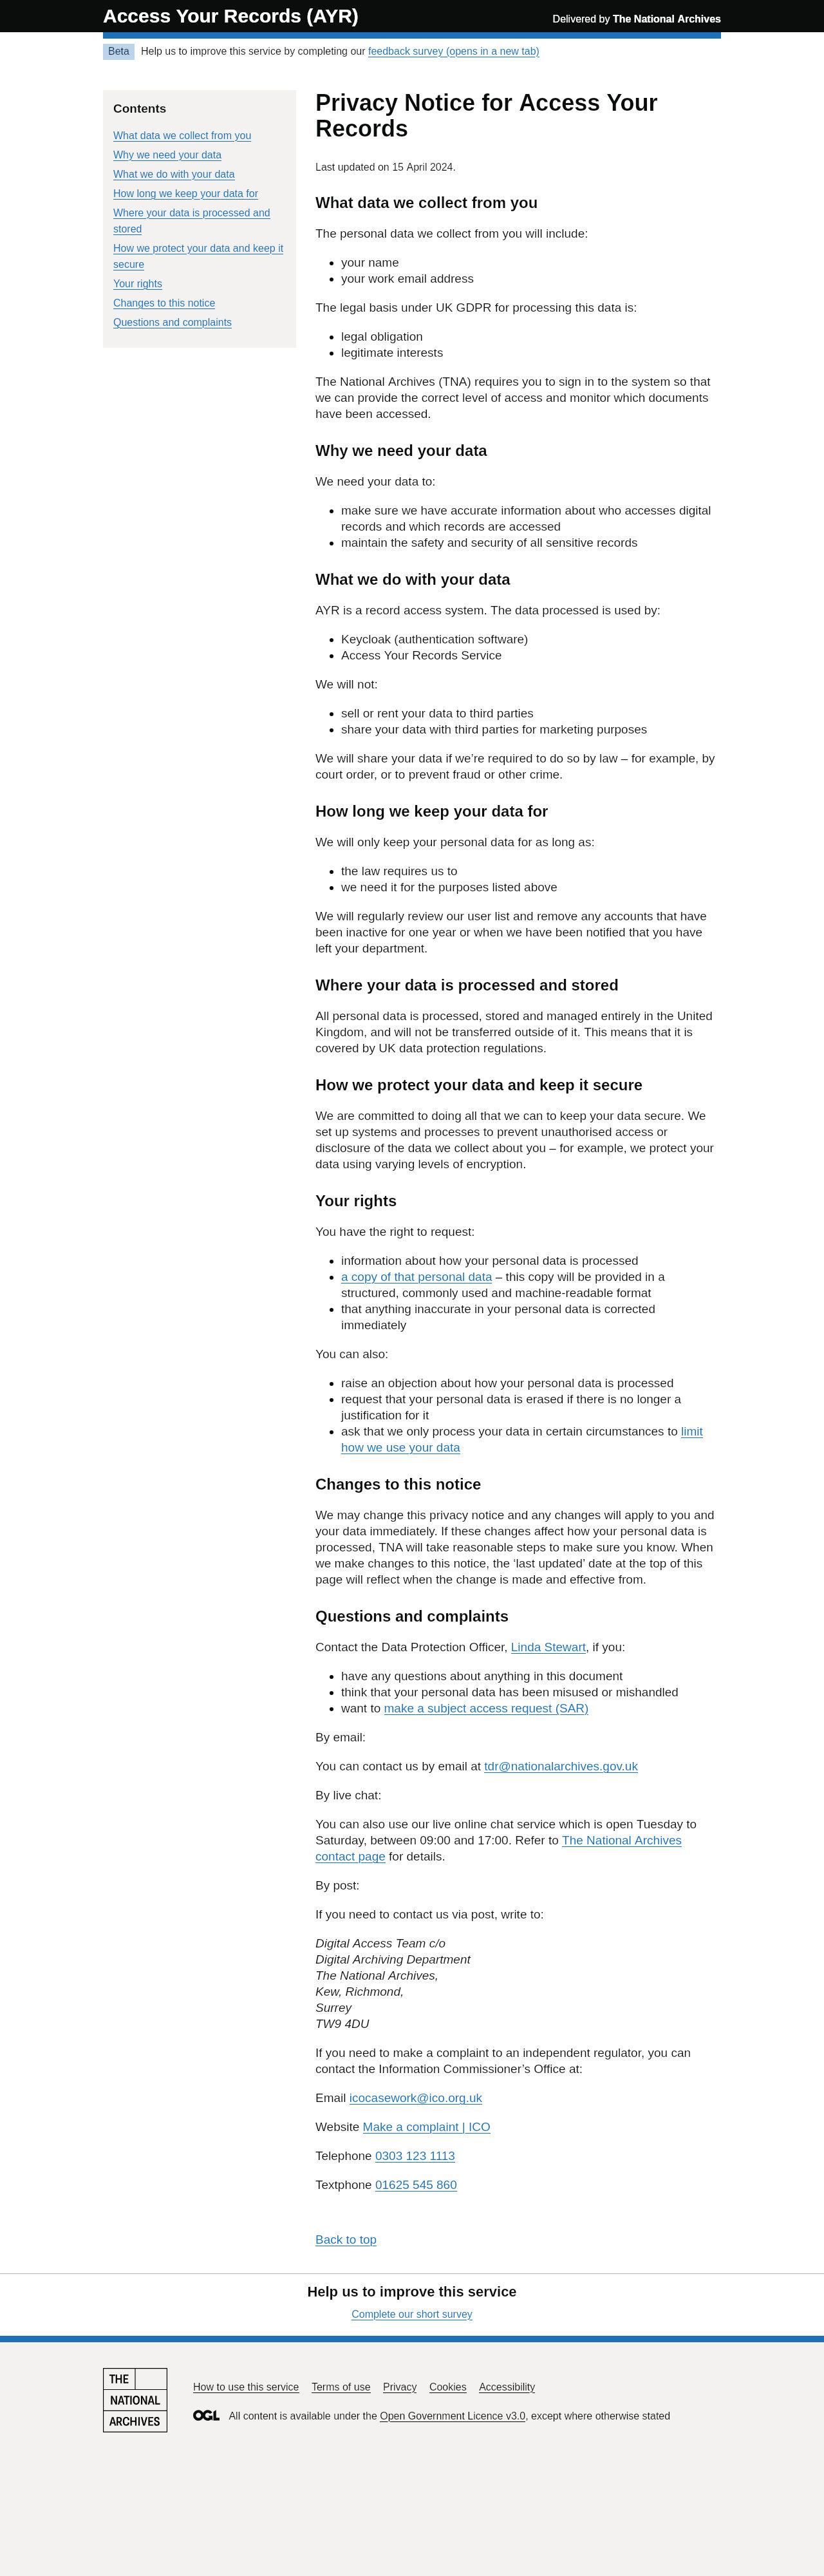 Access Your Records (AYR)
Delivered by The National Archives
Beta
Help us to improve this service by completing our feedback survey (opens in a new tab)
Contents
What data we collect from you
Why we need your data
What we do with your data
How long we keep your data for
Where your data is processed and
stored
How we protect your data and keep it
secure
Your rights
Changes to this notice
Questions and complaints
Privacy Notice for Access Your
Records
Last updated on 15 April 2024.
What data we collect from you
The personal data we collect from you will include:
your name
your work email address
The legal basis under UK GDPR for processing this data is:
legal obligation
legitimate interests
The National Archives (TNA) requires you to sign in to the system so that
we can provide the correct level of access and monitor which documents
have been accessed.
Why we need your data
We need your data to:
make sure we have accurate information about who accesses digital
records and which records are accessed
maintain the safety and security of all sensitive records
What we do with your data
AYR is a record access system. The data processed is used by:
Keycloak (authentication software)
Access Your Records Service
We will not:
sell or rent your data to third parties
share your data with third parties for marketing purposes
We will share your data if we’re required to do so by law – for example, by
court order, or to prevent fraud or other crime.
How long we keep your data for
We will only keep your personal data for as long as:
the law requires us to
we need it for the purposes listed above
We will regularly review our user list and remove any accounts that have
been inactive for one year or when we have been notified that you have
left your department.
Where your data is processed and stored
All personal data is processed, stored and managed entirely in the United
Kingdom, and will not be transferred outside of it. This means that it is
covered by UK data protection regulations.
How we protect your data and keep it secure
We are committed to doing all that we can to keep your data secure. We
set up systems and processes to prevent unauthorised access or
disclosure of the data we collect about you – for example, we protect your
data using varying levels of encryption.
Your rights
You have the right to request:
information about how your personal data is processed
a copy of that personal data – this copy will be provided in a
structured, commonly used and machine-readable format
that anything inaccurate in your personal data is corrected
immediately
You can also:
raise an objection about how your personal data is processed
request that your personal data is erased if there is no longer a
justification for it
ask that we only process your data in certain circumstances to limit
how we use your data
Changes to this notice
We may change this privacy notice and any changes will apply to you and
your data immediately. If these changes affect how your personal data is
processed, TNA will take reasonable steps to make sure you know. When
we make changes to this notice, the ‘last updated’ date at the top of this
page will reflect when the change is made and effective from.
Questions and complaints
Contact the Data Protection Officer, Linda Stewart, if you:
have any questions about anything in this document
think that your personal data has been misused or mishandled
want to make a subject access request (SAR)
By email:
You can contact us by email at tdr@nationalarchives.gov.uk
By live chat:
You can also use our live online chat service which is open Tuesday to
Saturday, between 09:00 and 17:00. Refer to The National Archives
contact page for details.
By post:
If you need to contact us via post, write to:
Digital Access Team c/o
Digital Archiving Department
The National Archives,
Kew, Richmond,
Surrey
TW9 4DU
If you need to make a complaint to an independent regulator, you can
contact the Information Commissioner’s Office at:
Email icocasework@ico.org.uk
Website Make a complaint | ICO
Telephone 0303 123 1113
Textphone 01625 545 860
Back to top
Help us to improve this service
Complete our short survey
THE
NATIONAL
ARCHIVES
How to use this service Terms of use Privacy Cookies Accessibility
OGL All content is available under the Open Government Licence v3.0, except where otherwise stated